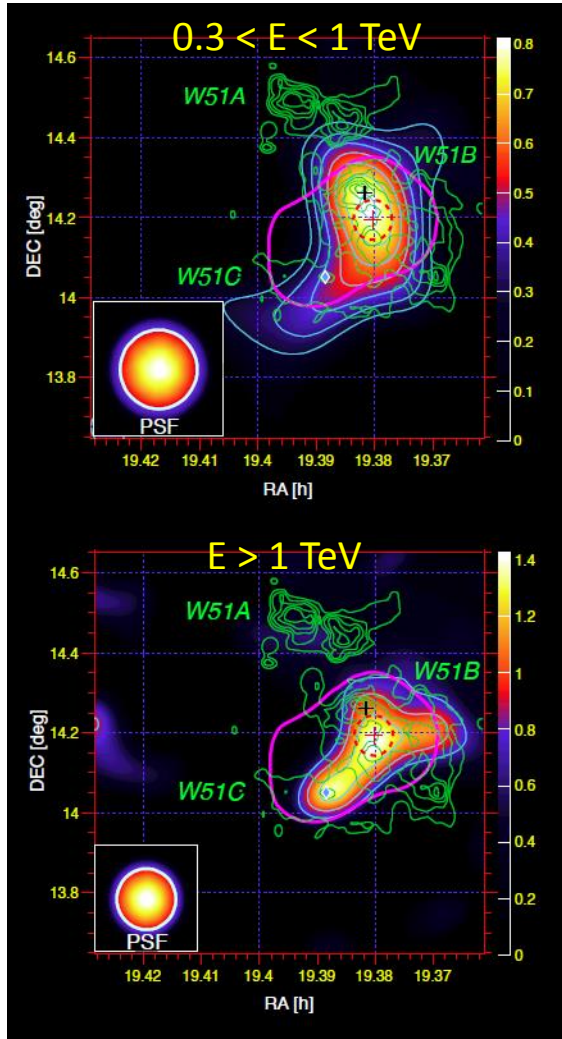 0.3 < E < 1 TeV
14.6
W51A
14.4
W51B
14.2
W51C
14
13.8
PSF
DEC [deg]
19.42
19.41
19.4
19.39
19.38
19.37
RA [h]
0.8
0.7
0.6
0.5
0.4
0.3
0.2
0.1
0
E > 1 TeV
14.6
W51A
14.4
W51B
14.2
W51C
14
13.8
PSF
DEC [deg]
19.42
19.41
19.4
19.39
19.38
19.37
RA [h]
1.4
1.2
1
0.8
0.6
0.4
0.2
0